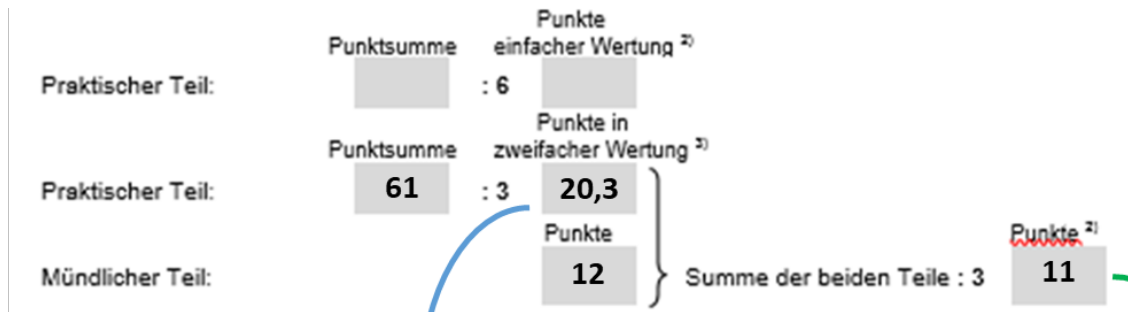 Punkte
Punktsumme einfacher Wertung 2)
Praktischer Teil: : 6
Punkte in
Punktsumme zweifacher Wertung 3)
Praktischer Teil: 61 : 3 20,3
Punkte Punkte 2)
Mündlicher Teil: 12 Summe der beiden Teile : 3 11